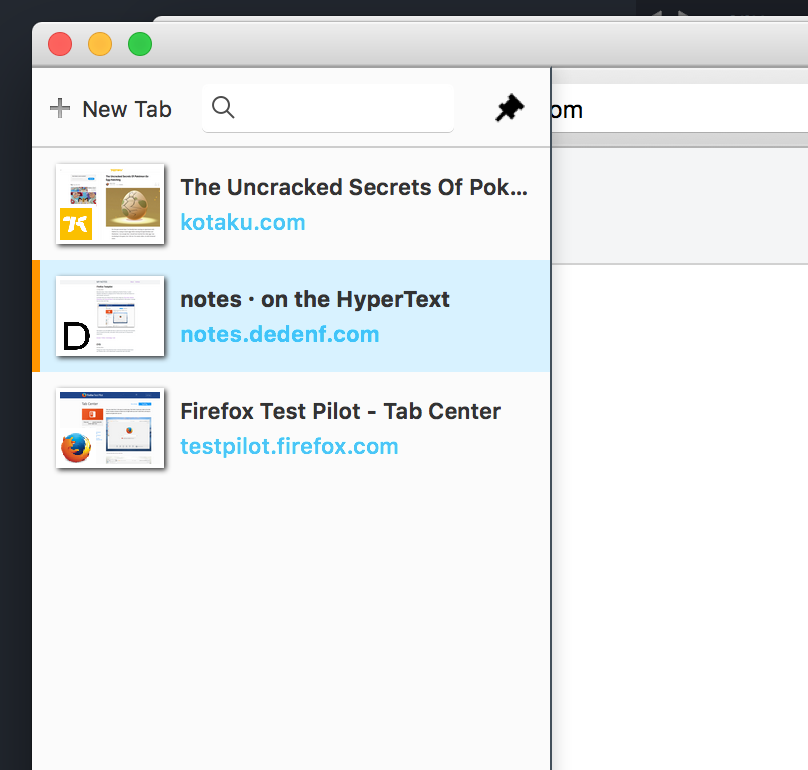 New Tab
om
The Uncracked Secrets Of Pok...
kotaku.com
D
notes · on the HyperText
notes.dedenf.com
Firefox Test Pilot - Tab Center
testpilot.firefox.com